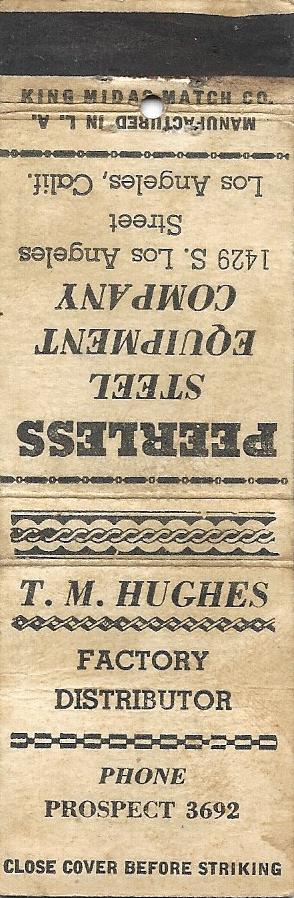 KING MIDAS MATCH CO.
MANUFACTURED IN L. A.
PEERLESS
STEEL
EQUIPMENT
COMPANY
1429 S. Los Angeles
Street
Los Angeles, Calif.
T. M. HUGHES
FACTORY
DISTRIBUTOR
PHONE
PROSPECT 3692
CLOSE COVER BEFORE STRIKING